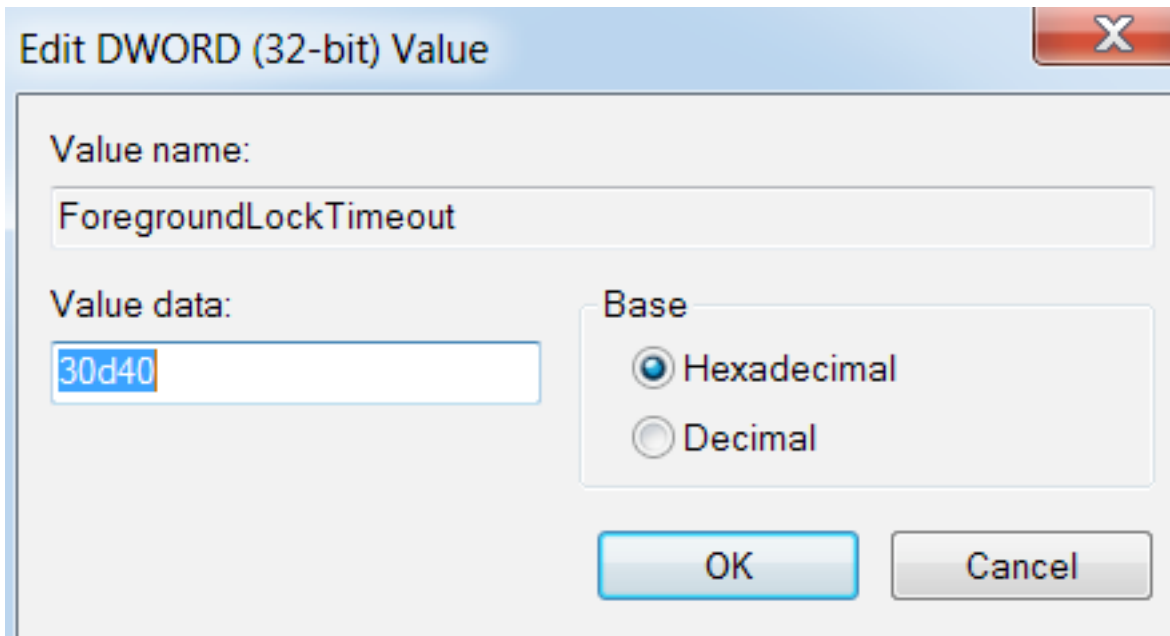 Edit DWORD (32-bit) Value
X
Value name:
ForegroundLockTimeout
Value data:
30d40
Base
Hexadecimal
Decimal
OK
Cancel